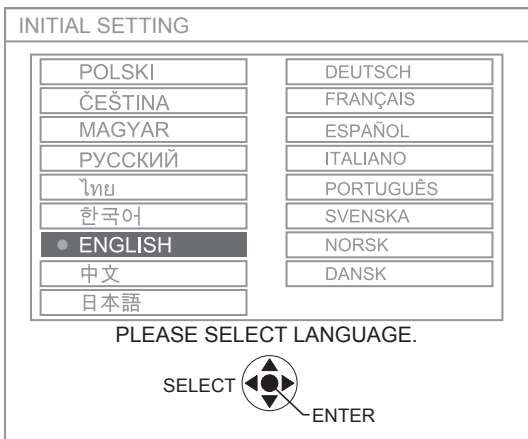 INITIAL SETTING
POLSKI
ČEŠTINA
MAGYAR
РУССКИЙ
ไทย
한국어
ENGLISH
中文
日本語
DEUTSCH
FRANÇAIS
ESPAÑOL
ITALIANO
PORTUGUÊS
SVENSKA
NORSK
DANSK
PLEASE SELECT LANGUAGE.
SELECT
ENTER